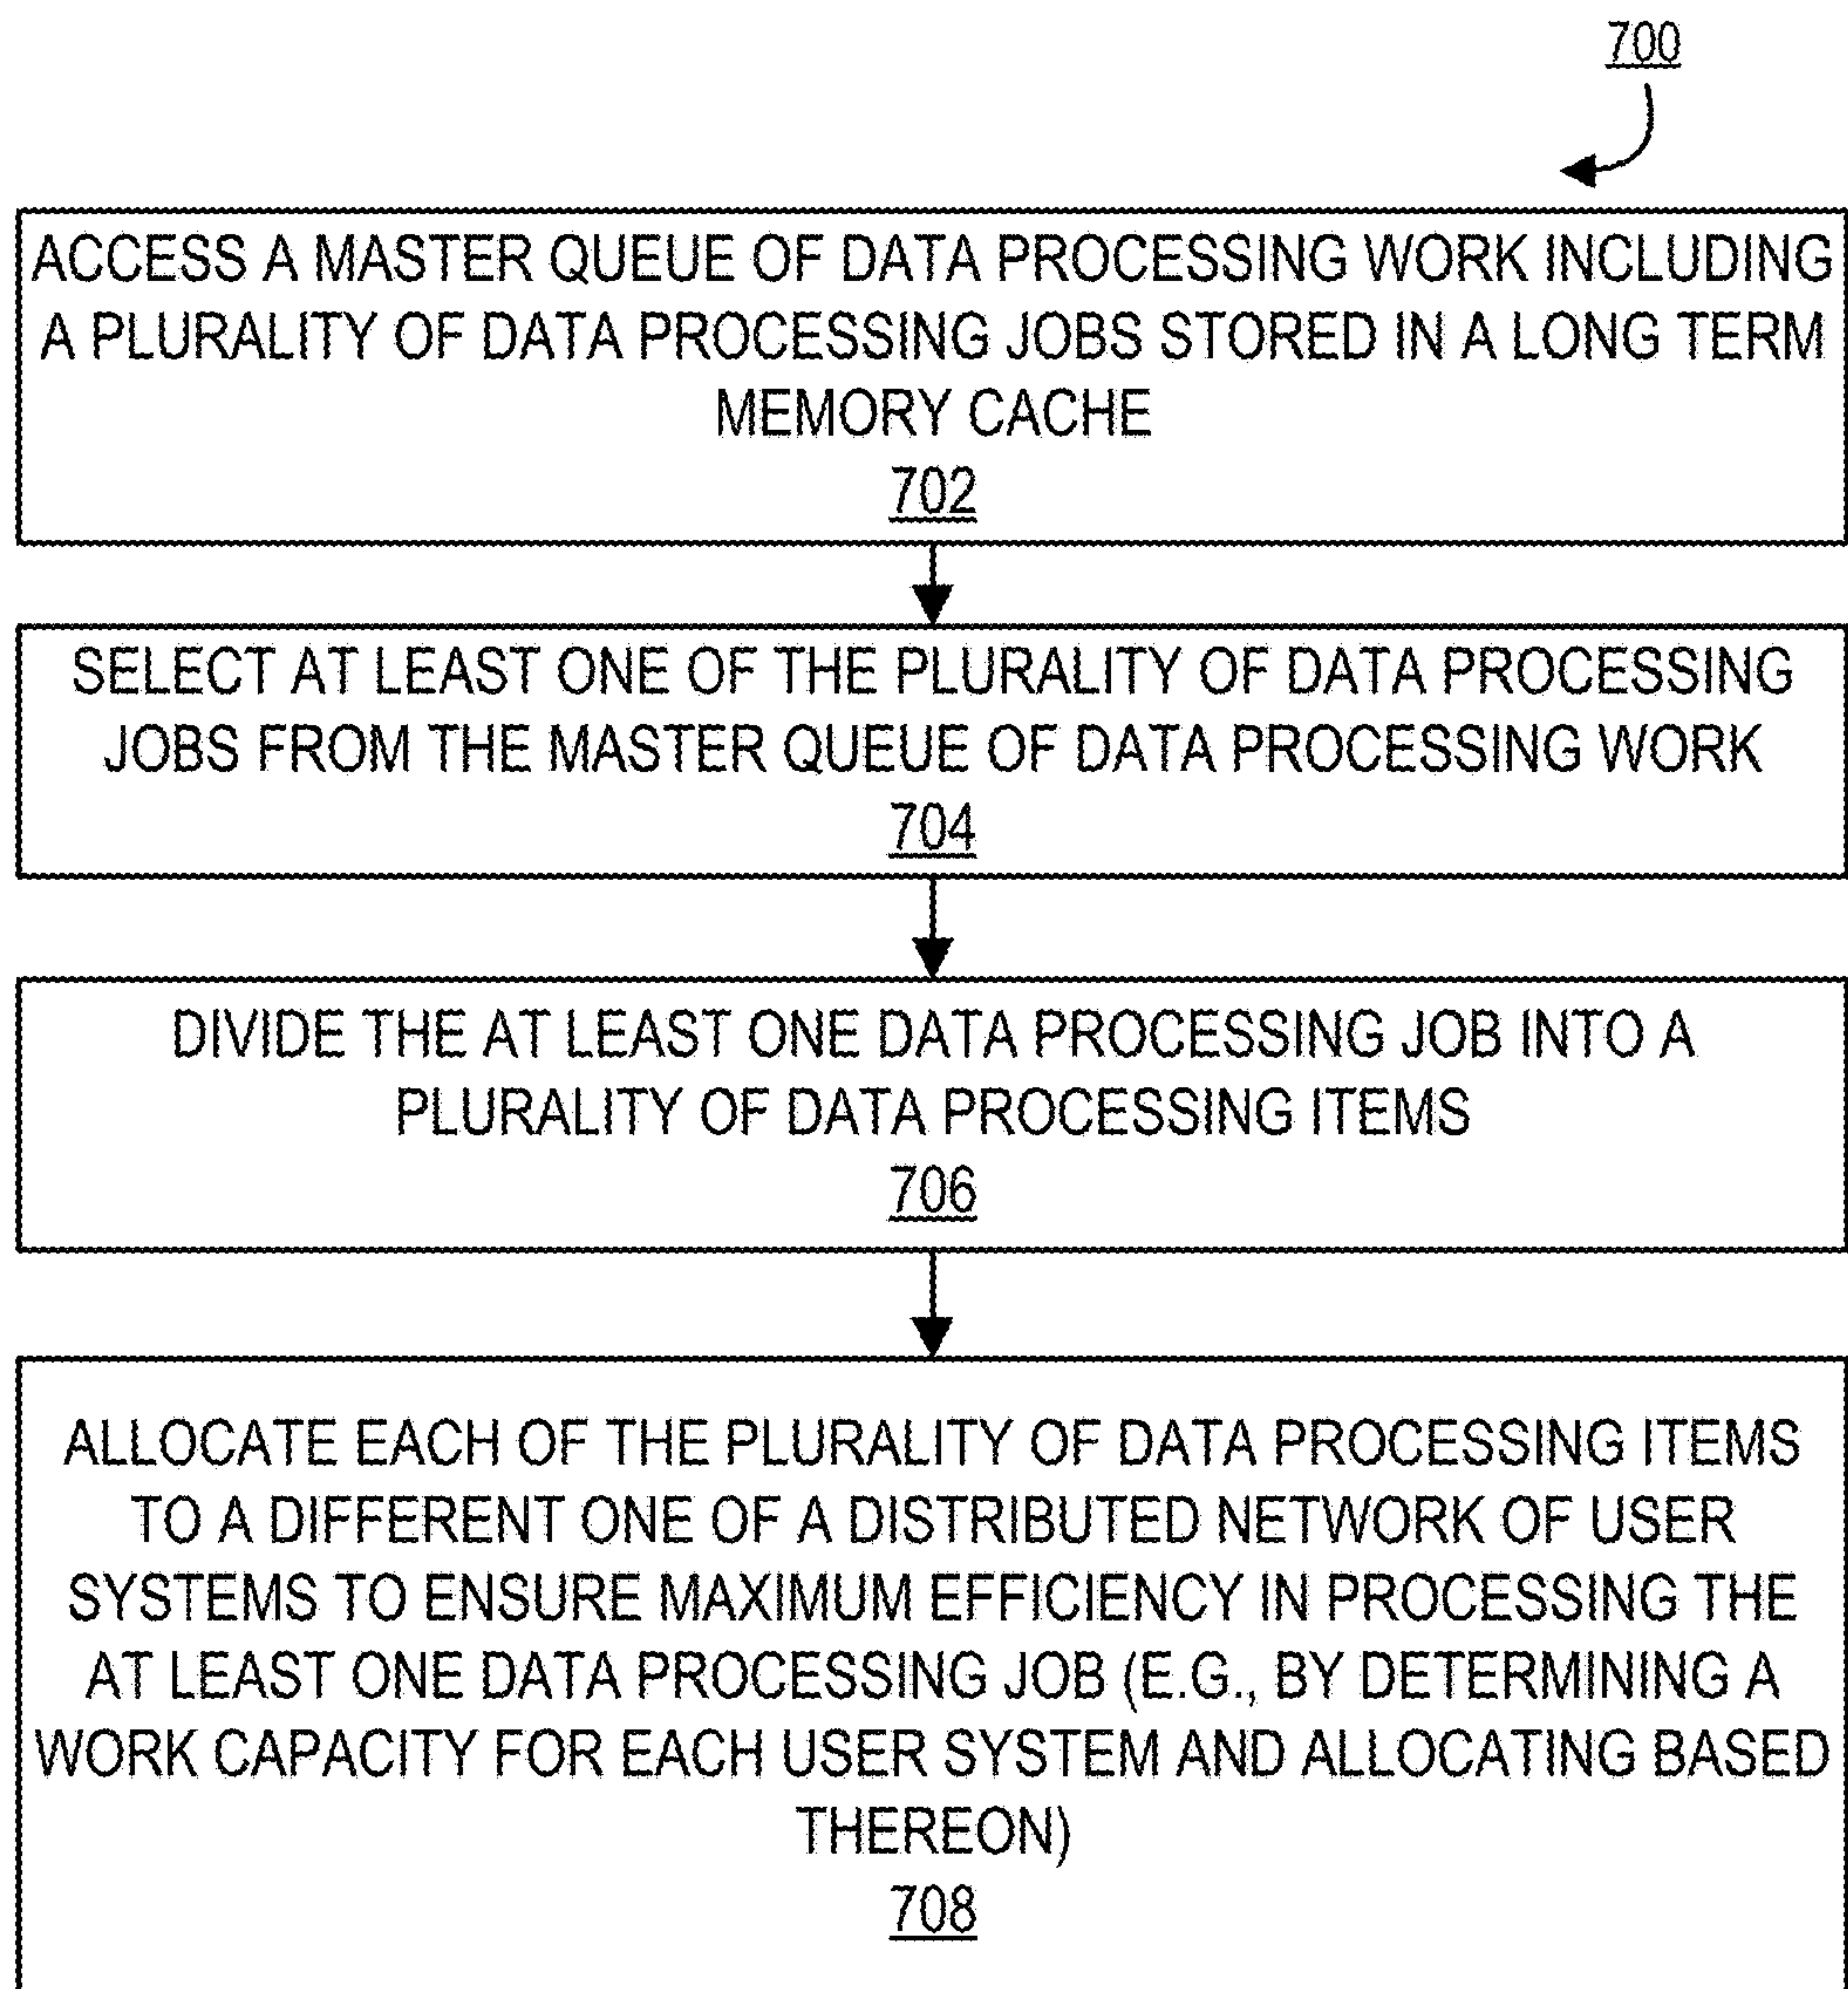 700
ACCESS A MASTER QUEUE OF DATA PROCESSING WORK INCLUDING
A PLURALITY OF DATA PROCESSING JOBS STORED IN A LONG TERM
MEMORY CACHE
702
SELECT AT LEAST ONE OF THE PLURALITY OF DATA PROCESSING
JOBS FROM THE MASTER QUEUE OF DATA PROCESSING WORK
704
DIVIDE THE AT LEAST ONE DATA PROCESSING JOB INTO A
PLURALITY OF DATA PROCESSING ITEMS
706
ALLOCATE EACH OF THE PLURALITY OF DATA PROCESSING ITEMS
TO A DIFFERENT ONE OF A DISTRIBUTED NETWORK OF USER
SYSTEMS TO ENSURE MAXIMUM EFFICIENCY IN PROCESSING THE
AT LEAST ONE DATA PROCESSING JOB (E.G., BY DETERMINING A
WORK CAPACITY FOR EACH USER SYSTEM AND ALLOCATING BASED
THEREON)
708